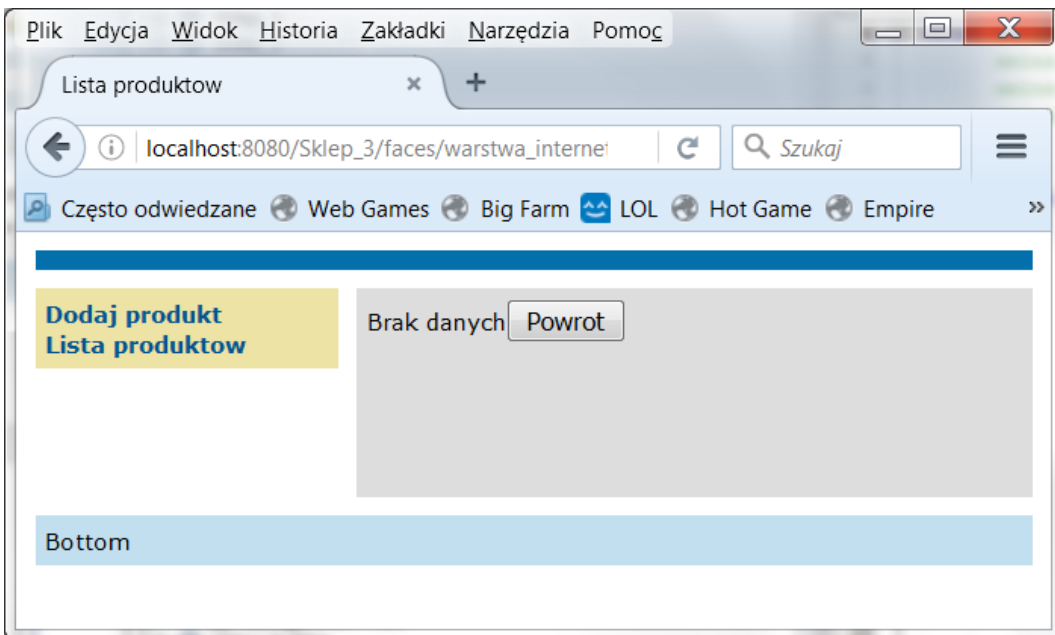 Plik Edycja Widok Historia Zakładki Narzędzia Pomoc
Lista produktow
localhost:8080/Sklep_3/faces/warstwa_internet
Szukaj
Często odwiedzane Web Games Big Farm LOL Hot Game Empire
Dodaj produkt
Lista produktow
Brak danych Powrot
Bottom